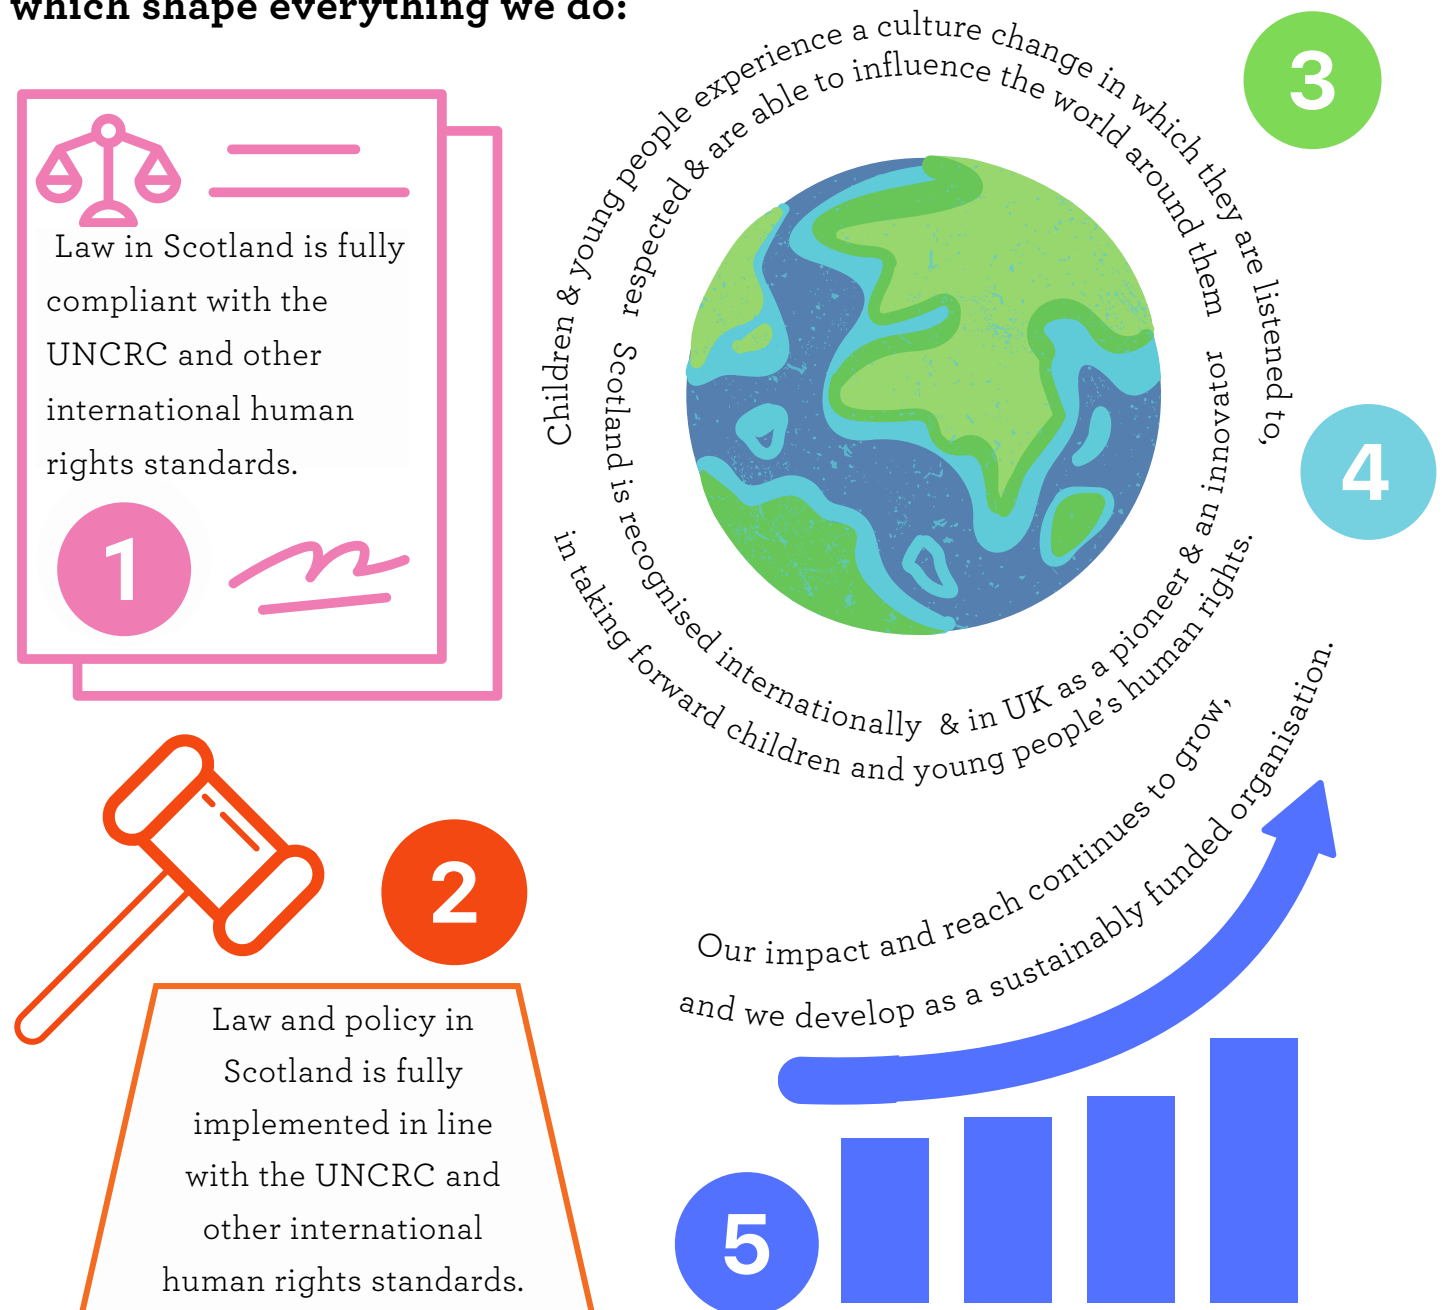 which shape everything we do:
Law in Scotland is fully
compliant with the
UNCRC and other
international human
rights standards.
1
2
Law and policy in
Scotland is fully
implemented in line
with the UNCRC and
other international
human rights standards.
3
Children & young people experience a culture change in which they are listened to,
respected & are able to influence the world around them
4
Scotland is recognised internationally & in UK as a pioneer & an innovator
in taking forward children and young people’s human rights.
Our impact and reach continues to grow,
and we develop as a sustainably funded organisation.
5